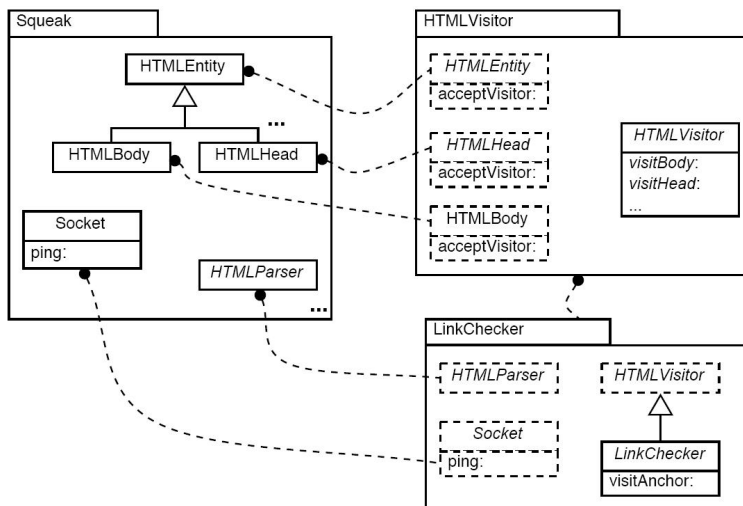 Squeak
HTMLEntity
...
HTMLBody
HTMLHead
Socket
ping:
HTMLParser
...
HTMLVisitor
HTMLEntity
acceptVisitor:
HTMLHead
acceptVisitor:
HTMLBody
acceptVisitor:
HTMLVisitor
visitBody:
visitHead:
...
LinkChecker
HTMLParser
HTMLVisitor
Socket
ping:
LinkChecker
visitAnchor: